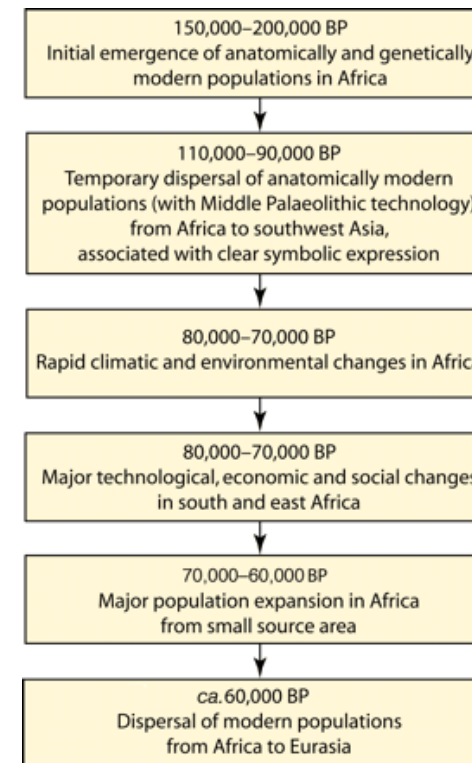 150,000–200,000 BP
Initial emergence of anatomically and genetically
modern populations in Africa
110,000–90,000 BP
Temporary dispersal of anatomically modern
populations (with Middle Palaeolithic technology)
from Africa to southwest Asia,
associated with clear symbolic expression
80,000–70,000 BP
Rapid climatic and environmental changes in Africa
80,000–70,000 BP
Major technological, economic and social changes
in south and east Africa
70,000–60,000 BP
Major population expansion in Africa
from small source area
ca. 60,000 BP
Dispersal of modern populations
from Africa to Eurasia